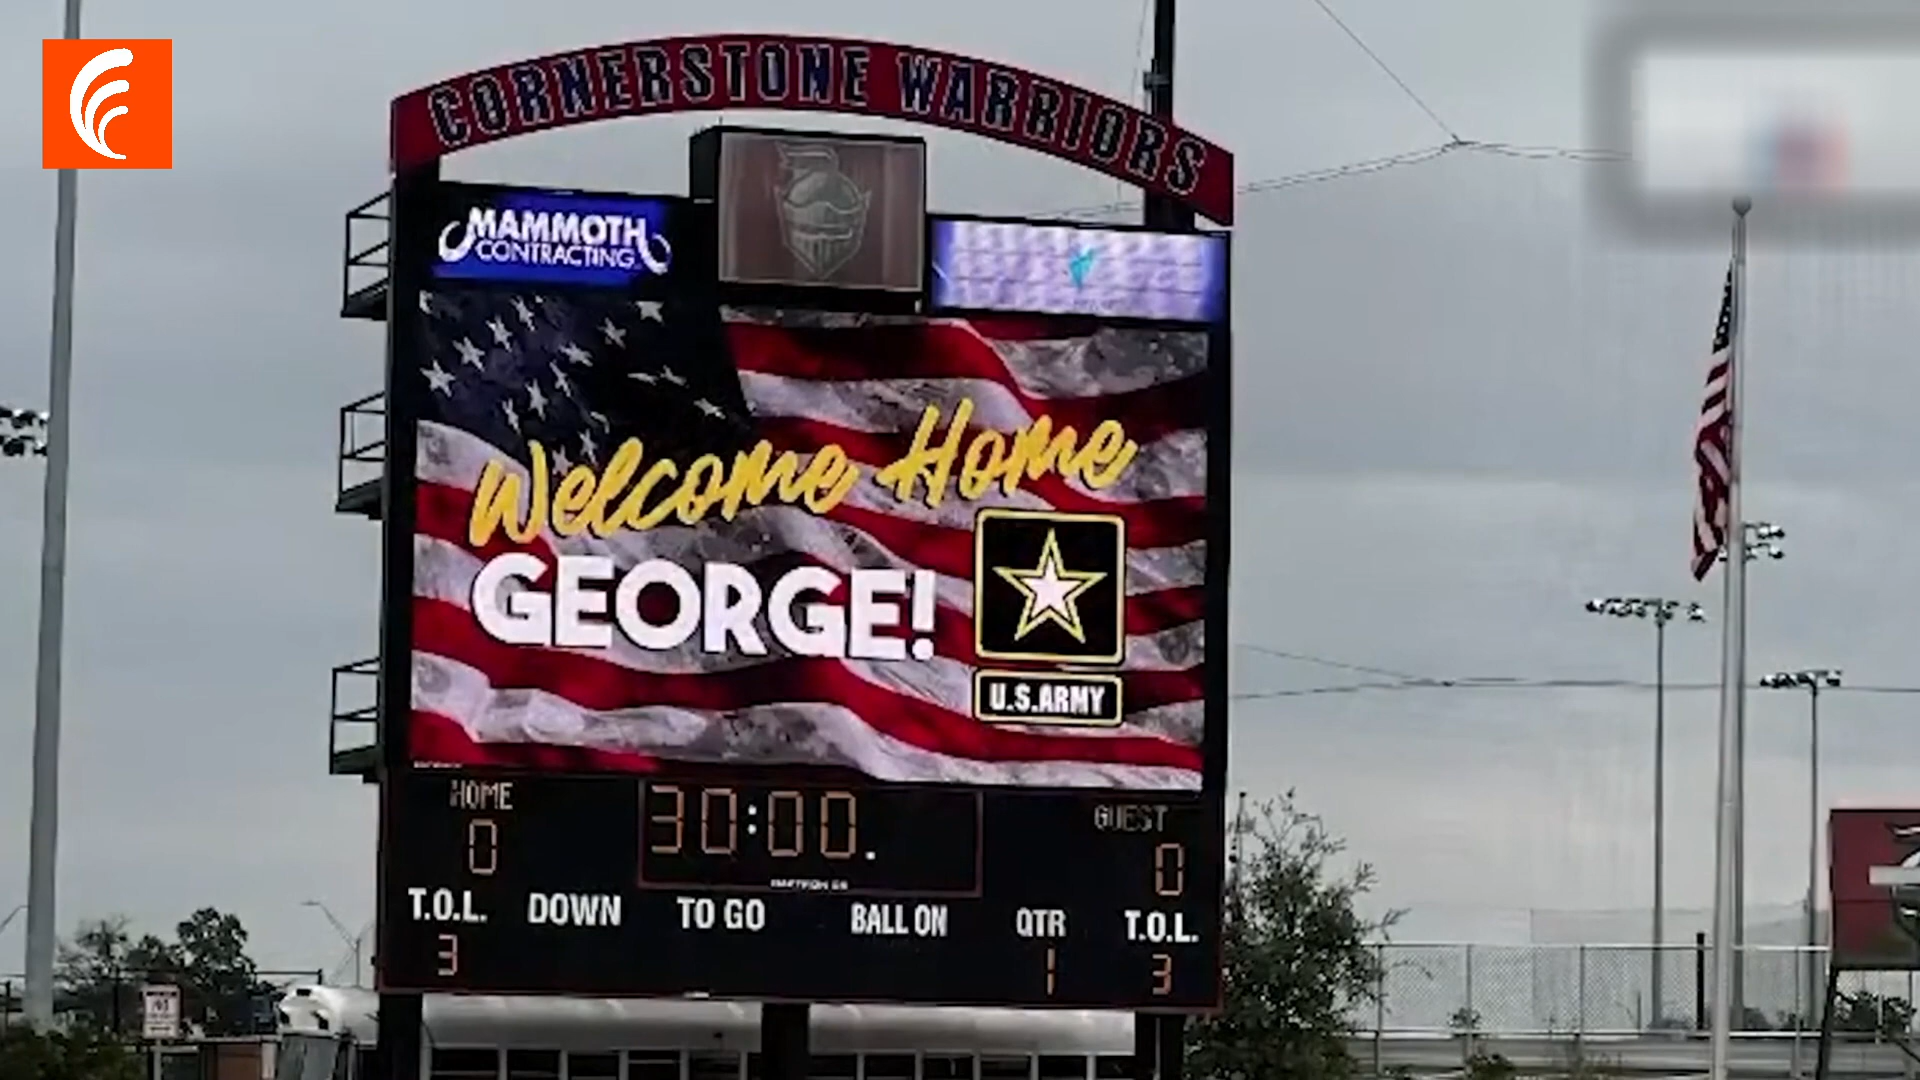 CORNERSTONE WARRIORS
MAMMOTH
CONTRACTING
Welcome Home
GEORGE!
U.S.ARMY
HOME
30:00.
GUEST
0
0
T.O.L.
DOWN
TO GO
BALL ON
QTR
T.O.L.
3
1
3